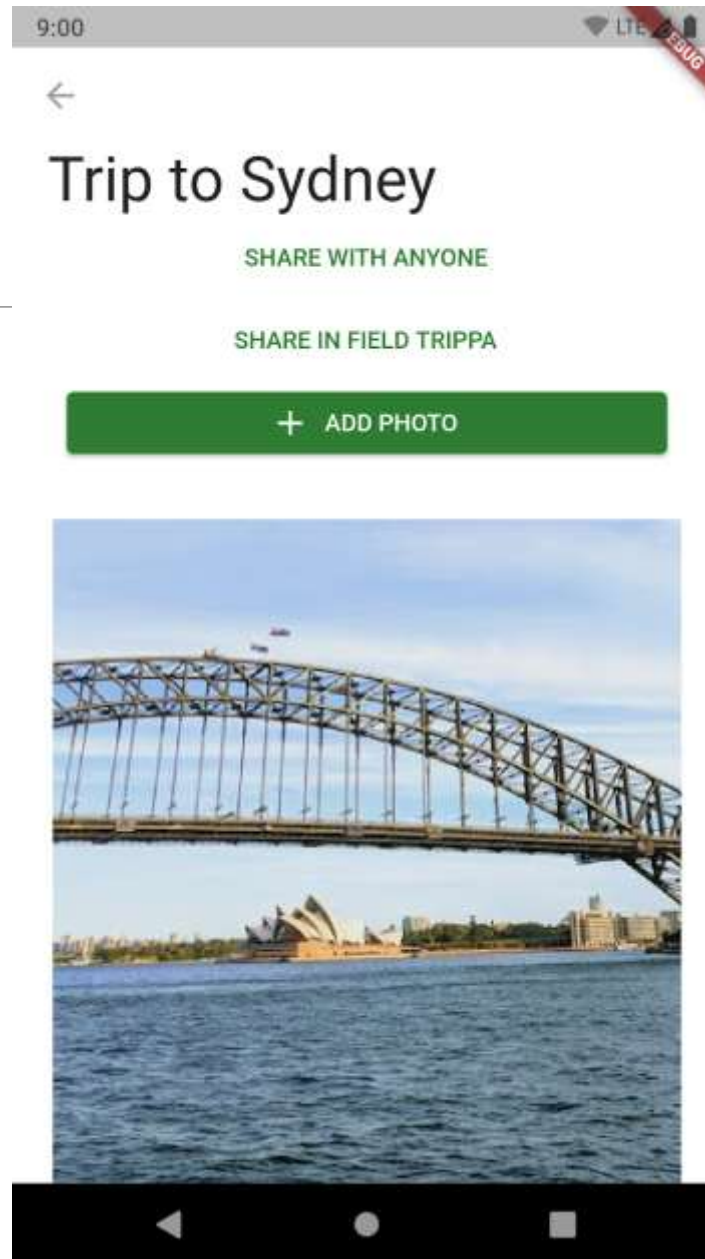 9:00 LTE
DEBUG
Trip to Sydney
SHARE WITH ANYONE
SHARE IN FIELD TRIPPA
ADD PHOTO